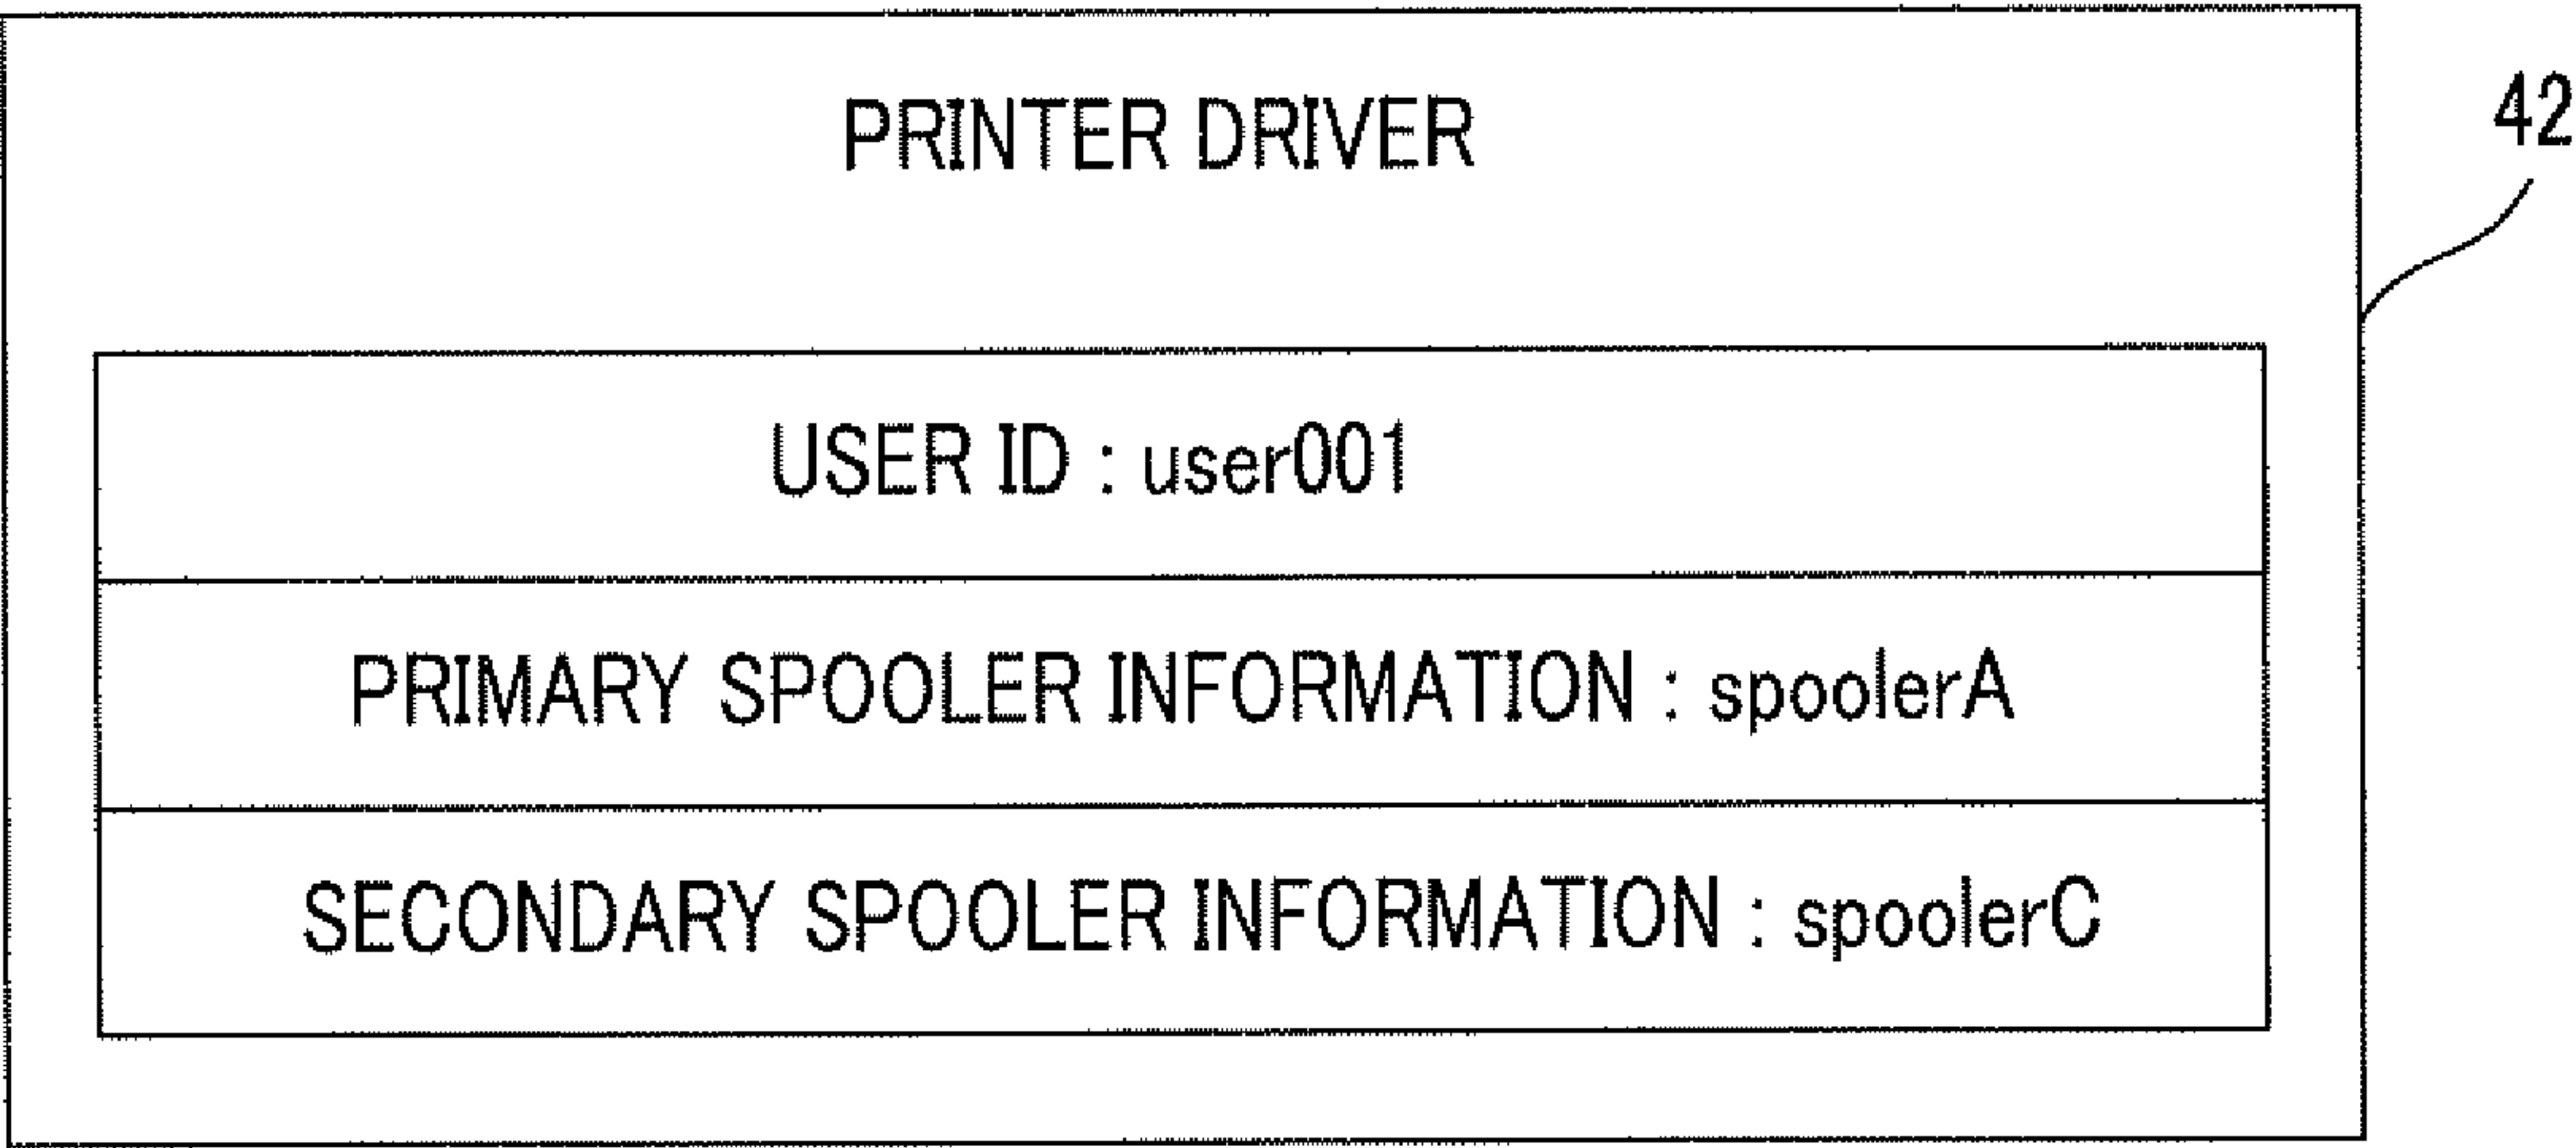 PRINTER DRIVER
42
USER ID : user001
PRIMARY SPOOLER INFORMATION : spoolerA
SECONDARY SPOOLER INFORMATION : spoolerC